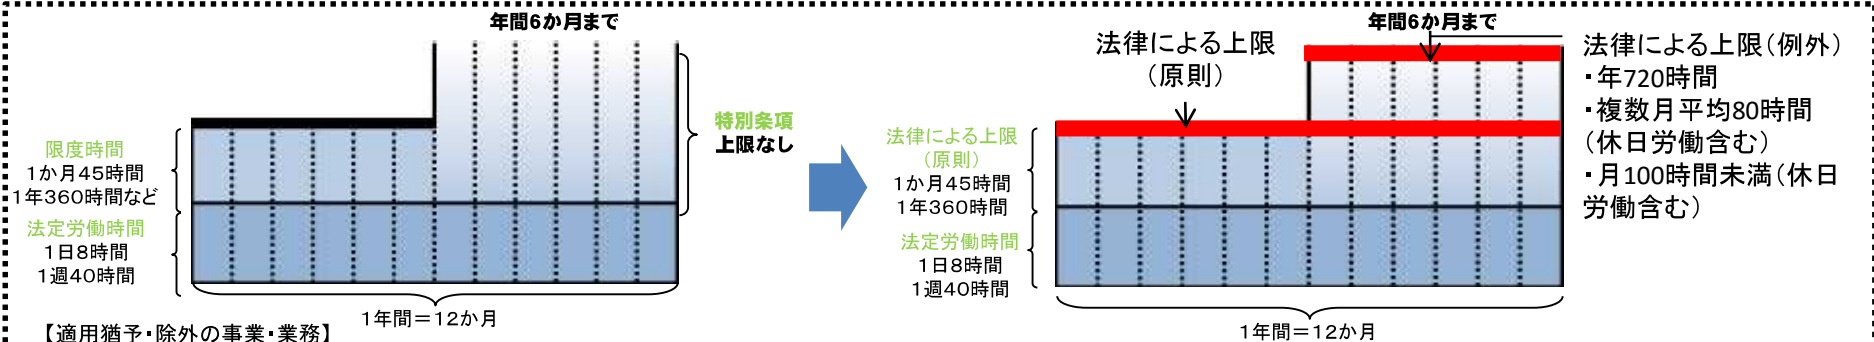 年間6か月まで
限度時間
1か月45時間
1年360時間など
法定労働時間
1日8時間
1週40時間
特別条項
上限なし
1年間=12か月
【適用猶予・除外の事業・業務】
年間6か月まで
法律による上限
(原則)
法律による上限
(原則)
1か月45時間
1年360時間
法定労働時間
1日8時間
1週40時間
1年間=12か月
法律による上限(例外)
・年720時間
・複数月平均80時間
(休日労働含む)
・月100時間未満(休日
労働含む)